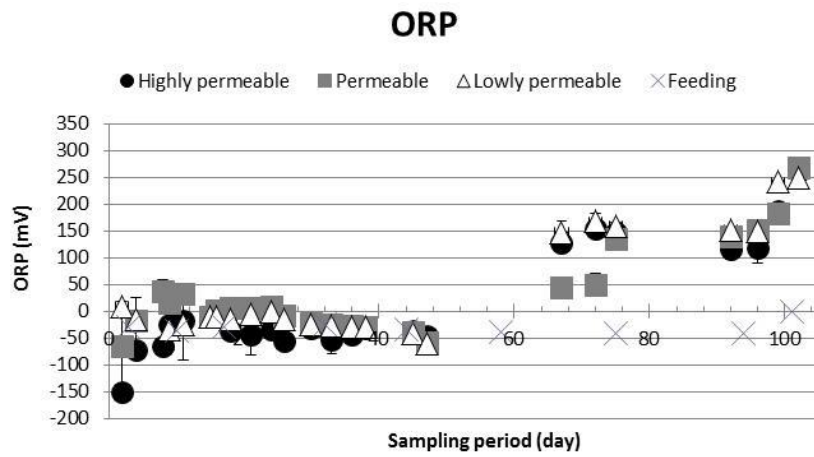 ORP
Highly permeable Permeable Lowly permeable Feeding
350
300
250
200
150
100
50
0
-50
-100
-150
-200
0 20 40 60 80 100
ORP (mV)
Sampling period (day)